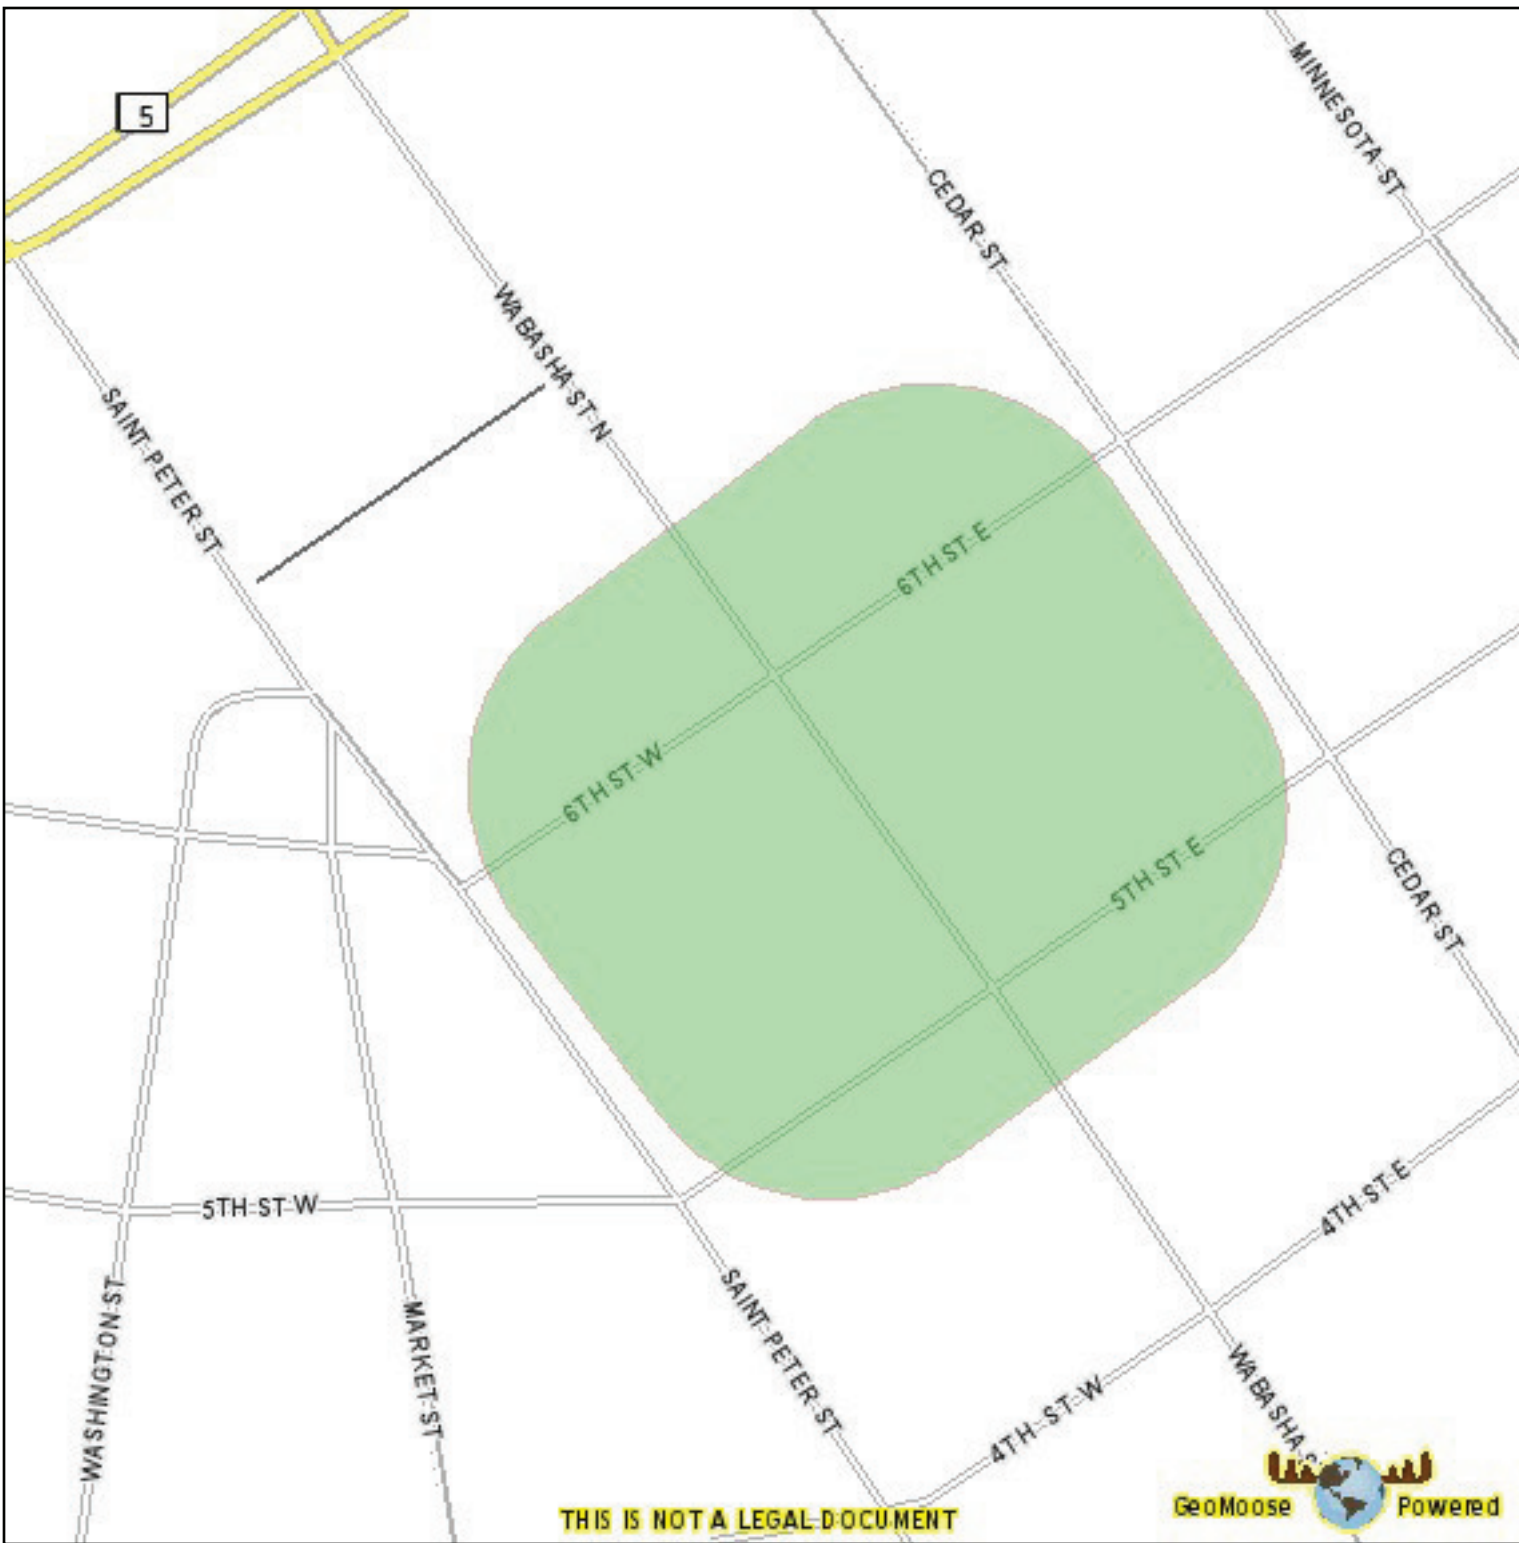 5
MINNESOTA ST
CEDAR ST
WABASHA ST N
SAINT PETER ST
6TH ST E
6TH ST W
5TH ST E
CEDAR ST
4TH ST E
5TH ST W
SAINT PETER ST
WASHINGTON ST
MARKET ST
4TH ST W
WABASHA
GeoMoose Powered
THIS IS NOT A LEGAL DOCUMENT